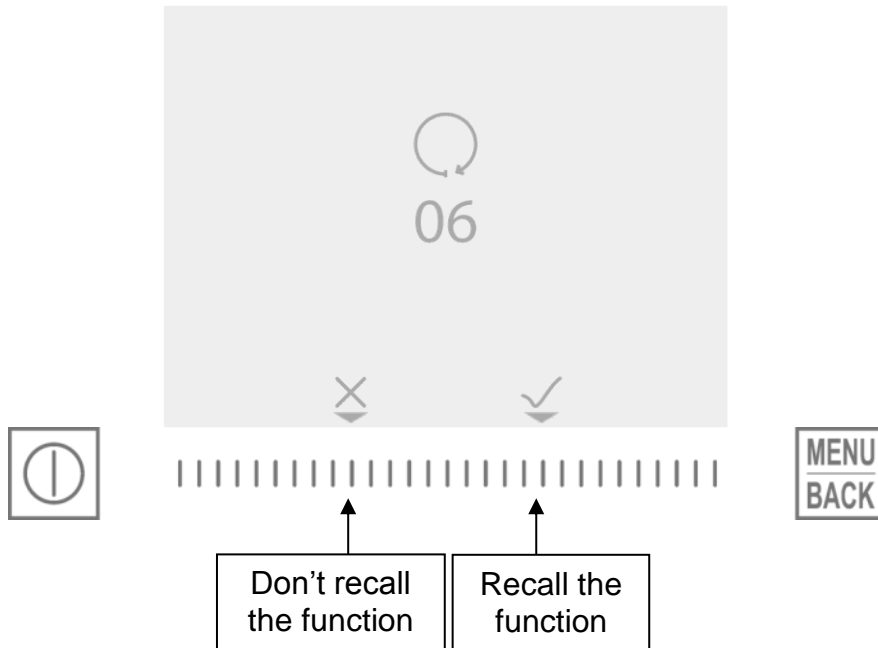 06
MENU
BACK
Don’t recall
the function
Recall the
function